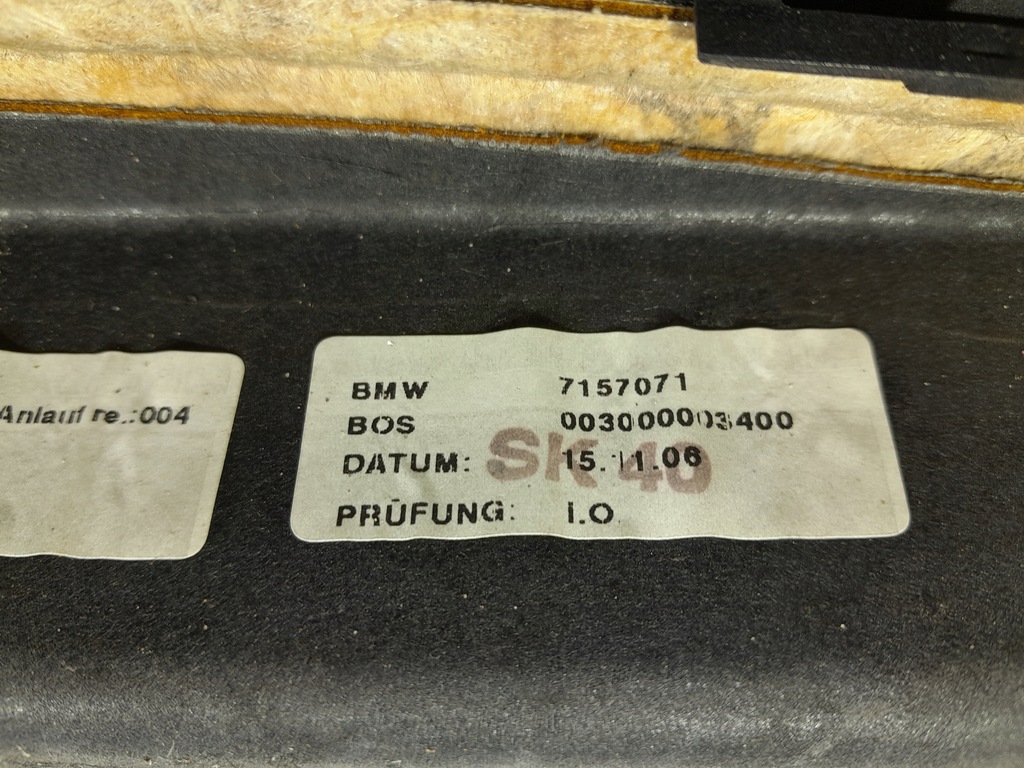 Anlauf re.:004
BMW 7157071
BOS 003000003400
DATUM: 15.11.06
SK 40
PRÜFUNG: I.O